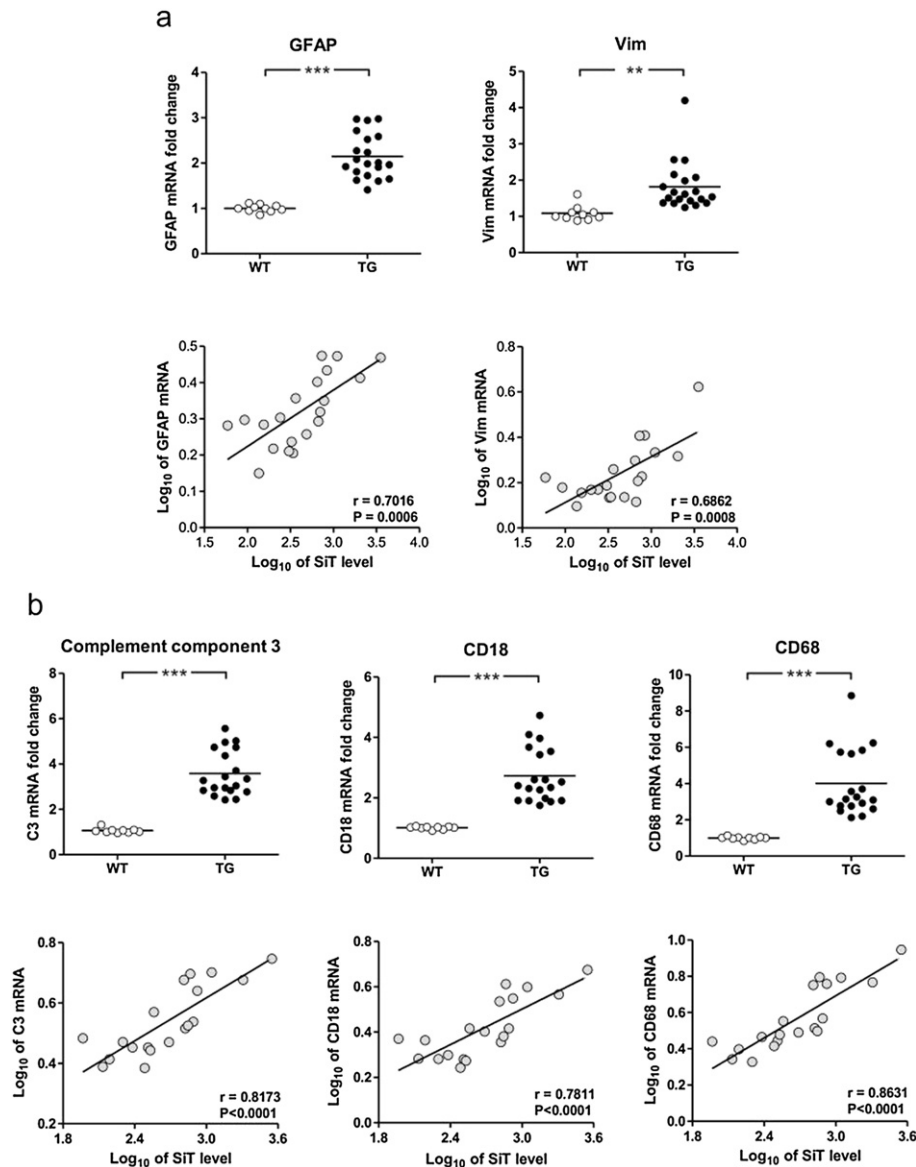 a
GFAP
***
GFAP mRNA fold change
4
3
2
1
0
WT
TG
Vim
**
Vim mRNA fold change
5
4
3
2
1
0
WT
TG
Log10 of GFAP mRNA
0.5
0.4
0.3
0.2
0.1
0.0
r = 0.7016
P = 0.0006
1.5 2.0 2.5 3.0 3.5 4.0
Log10 of SiT level
Log10 of Vim mRNA
0.8
0.6
0.4
0.2
0.0
r = 0.6862
P = 0.0008
1.5 2.0 2.5 3.0 3.5 4.0
Log10 of SiT level
b
Complement component 3
***
C3 mRNA fold change
8
6
4
2
0
WT
TG
CD18
***
CD18 mRNA fold change
6
4
2
0
WT
TG
CD68
***
CD68 mRNA fold change
10
8
6
4
2
0
WT
TG
Log10 of C3 mRNA
0.8
0.6
0.4
0.2
r = 0.8173
P<0.0001
1.8 2.4 3.0 3.6
Log10 of SiT level
Log10 of CD18 mRNA
0.8
0.6
0.4
0.2
0.0
r = 0.7811
P<0.0001
1.8 2.4 3.0 3.6
Log10 of SiT level
Log10 of CD68 mRNA
1.0
0.8
0.6
0.4
0.2
0.0
r = 0.8631
P<0.0001
1.8 2.4 3.0 3.6
Log10 of SiT level